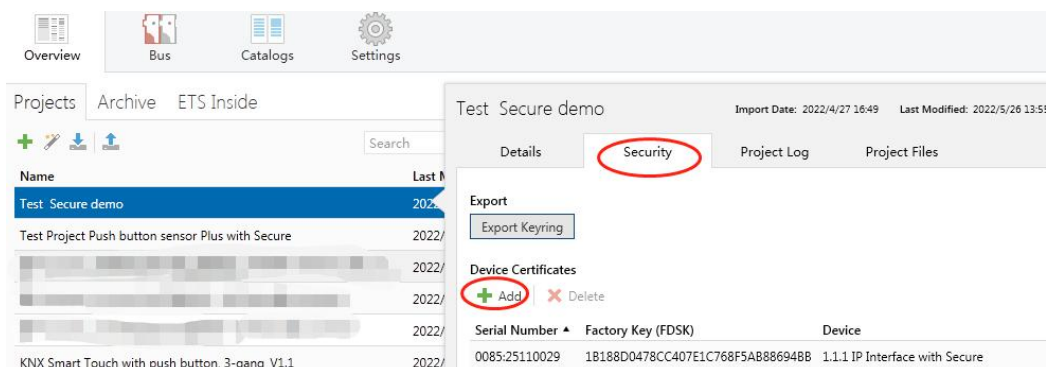 Overview Bus Catalogs Settings
Projects Archive ETS Inside
Search
Name Last
Test Secure demo 202
Test Project Push button sensor Plus with Secure 2022/
2022/
2022/
2022/
KNX Smart Touch with push button, 3-gang V1.1 2022/
Test Secure demo Import Date: 2022/4/27 16:49 Last Modified: 2022/5/26 13:55
Details Security Project Log Project Files
Export
Export Keyring
Device Certificates
Add Delete
Serial Number Factory Key (FDSK) Device
0085:25110029 1B188D0478CC407E1C768F5AB88694BB 1.1.1 IP Interface with Secure